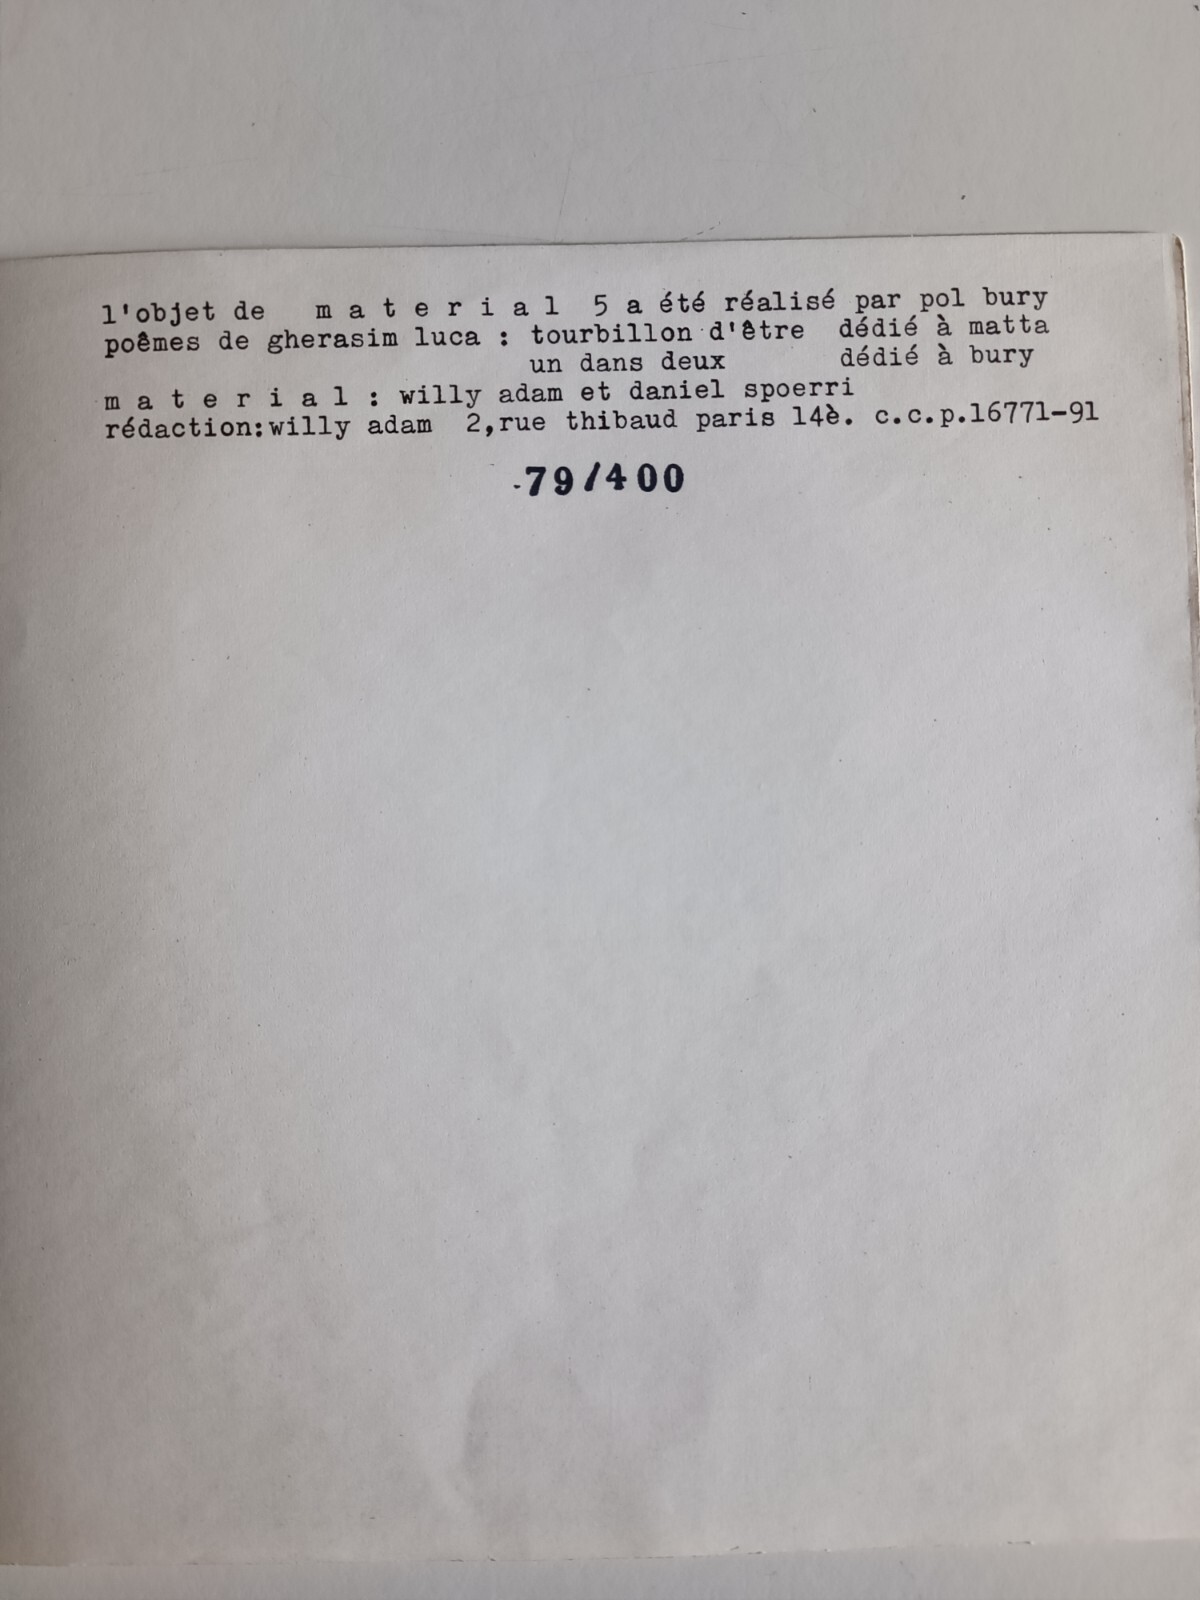 l'objet de   m a t e r i a l  5 a été réalisé par pol bury
poêmes de gherasim luca : tourbillon d'être  dédié à matta
un dans deux       dédié à bury
m a t e r i a l : willy adam et daniel spoerri
rédaction:willy adam  2,rue thibaud paris 14è. c.c.p.16771-91
79/400